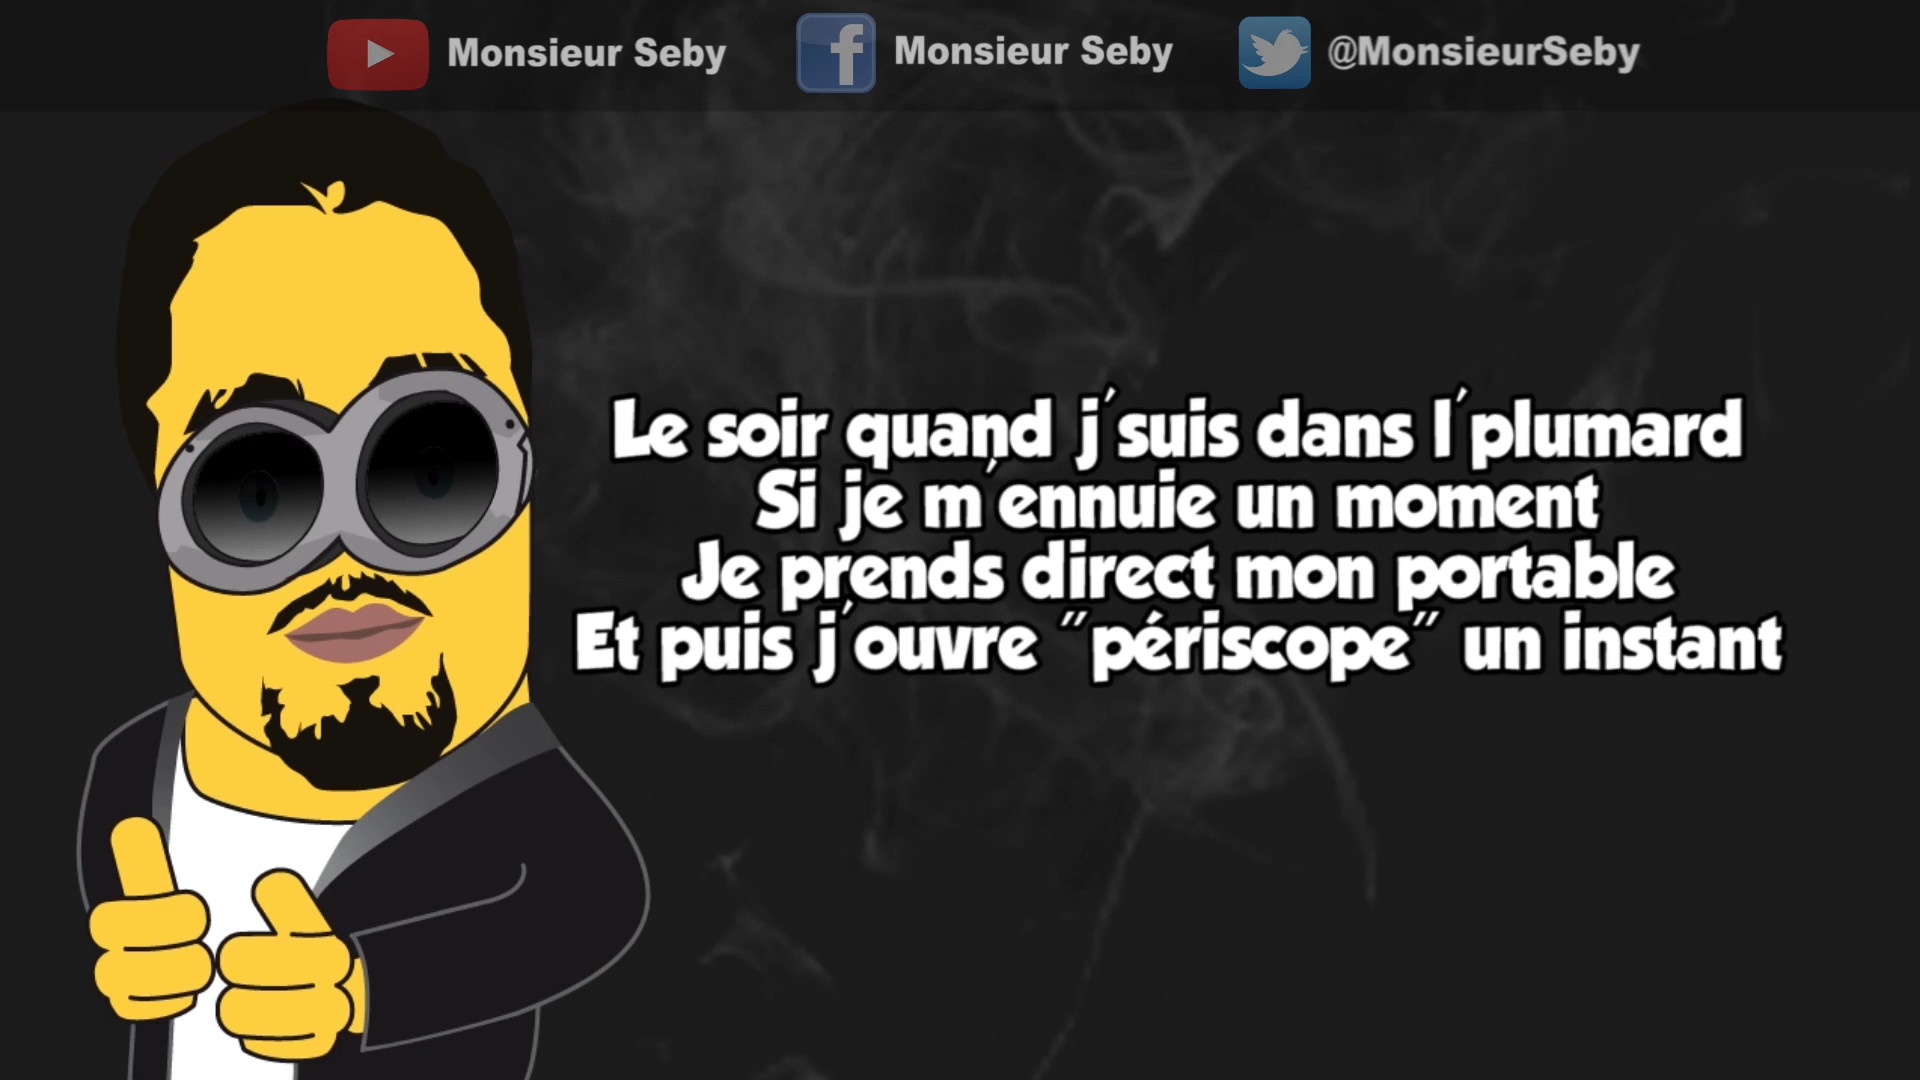 Monsieur Seby Monsieur Seby @MonsieurSeby
Le soir quand j'suis dans l'plumard
Si je m'ennuie un moment
Je prends direct mon portable
Et puis j'ouvre "périscope" un instant